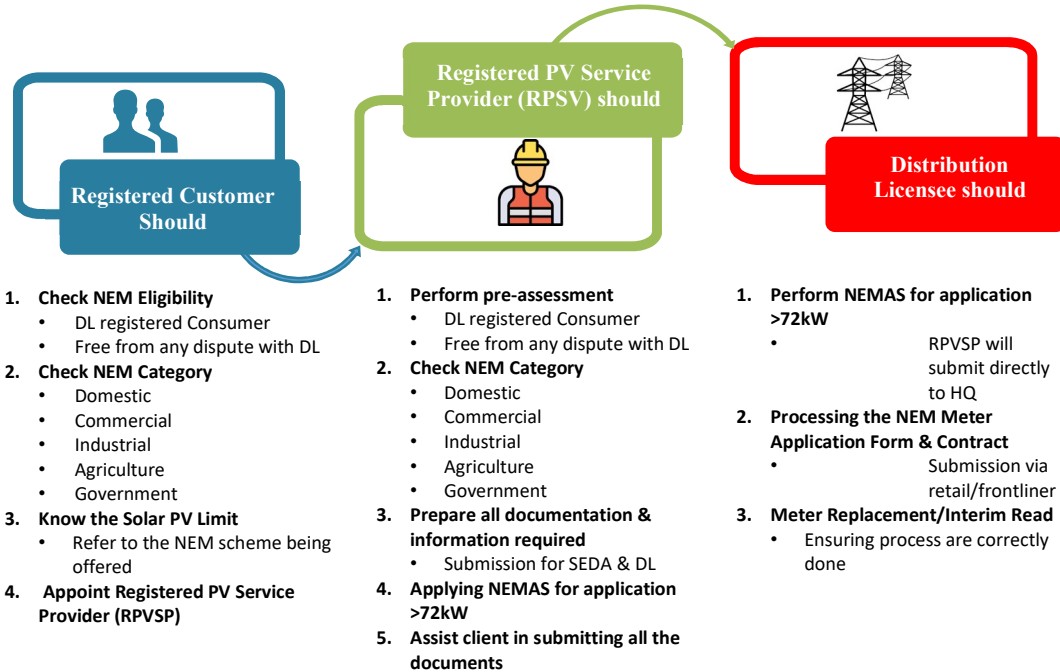 Registered Customer
Should
Registered PV Service
Provider (RPSV) should
Distribution
Licensee should
1. Check NEM Eligibility
• DL registered Consumer
• Free from any dispute with DL
2. Check NEM Category
• Domestic
• Commercial
• Industrial
• Agriculture
• Government
3. Know the Solar PV Limit
• Refer to the NEM scheme being
offered
4. Appoint Registered PV Service
Provider (RPVSP)
1. Perform pre-assessment
• DL registered Consumer
• Free from any dispute with DL
2. Check NEM Category
• Domestic
• Commercial
• Industrial
• Agriculture
• Government
3. Prepare all documentation &
information required
• Submission for SEDA & DL
4. Applying NEMAS for application
>72kW
5. Assist client in submitting all the
documents
1. Perform NEMAS for application
>72kW
• RPVSP will
submit directly
to HQ
2. Processing the NEM Meter
Application Form & Contract
• Submission via
retail/frontliner
3. Meter Replacement/Interim Read
• Ensuring process are correctly
done